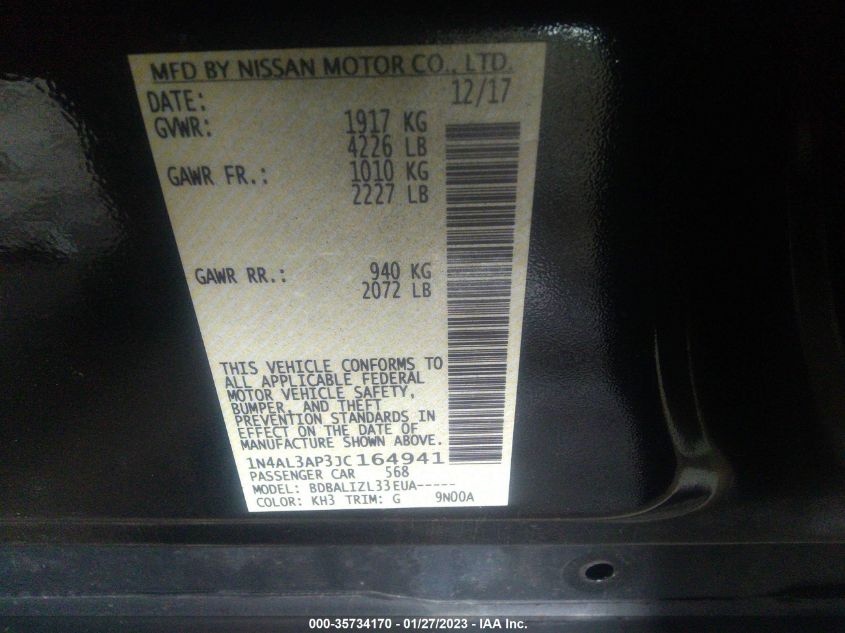 MFD BY NISSAN MOTOR CO., LTD.
DATE: 12/17
GVWR: 1917 KG
4226 LB
GAWR FR.: 1010 KG
2227 LB
GAWR RR.: 940 KG
2072 LB
THIS VEHICLE CONFORMS TO
ALL APPLICABLE FEDERAL
MOTOR VEHICLE SAFETY,
BUMPER, AND THEFT
PREVENTION STANDARDS IN
EFFECT ON THE DATE OF
MANUFACTURE SHOWN ABOVE.
1N4AL3AP3JC164941
PASSENGER CAR 568
MODEL: BDBALIZL33EUA-----
COLOR: KH3 TRIM: G 9N00A
000-35734170 - 01/27/2023 - IAA Inc.